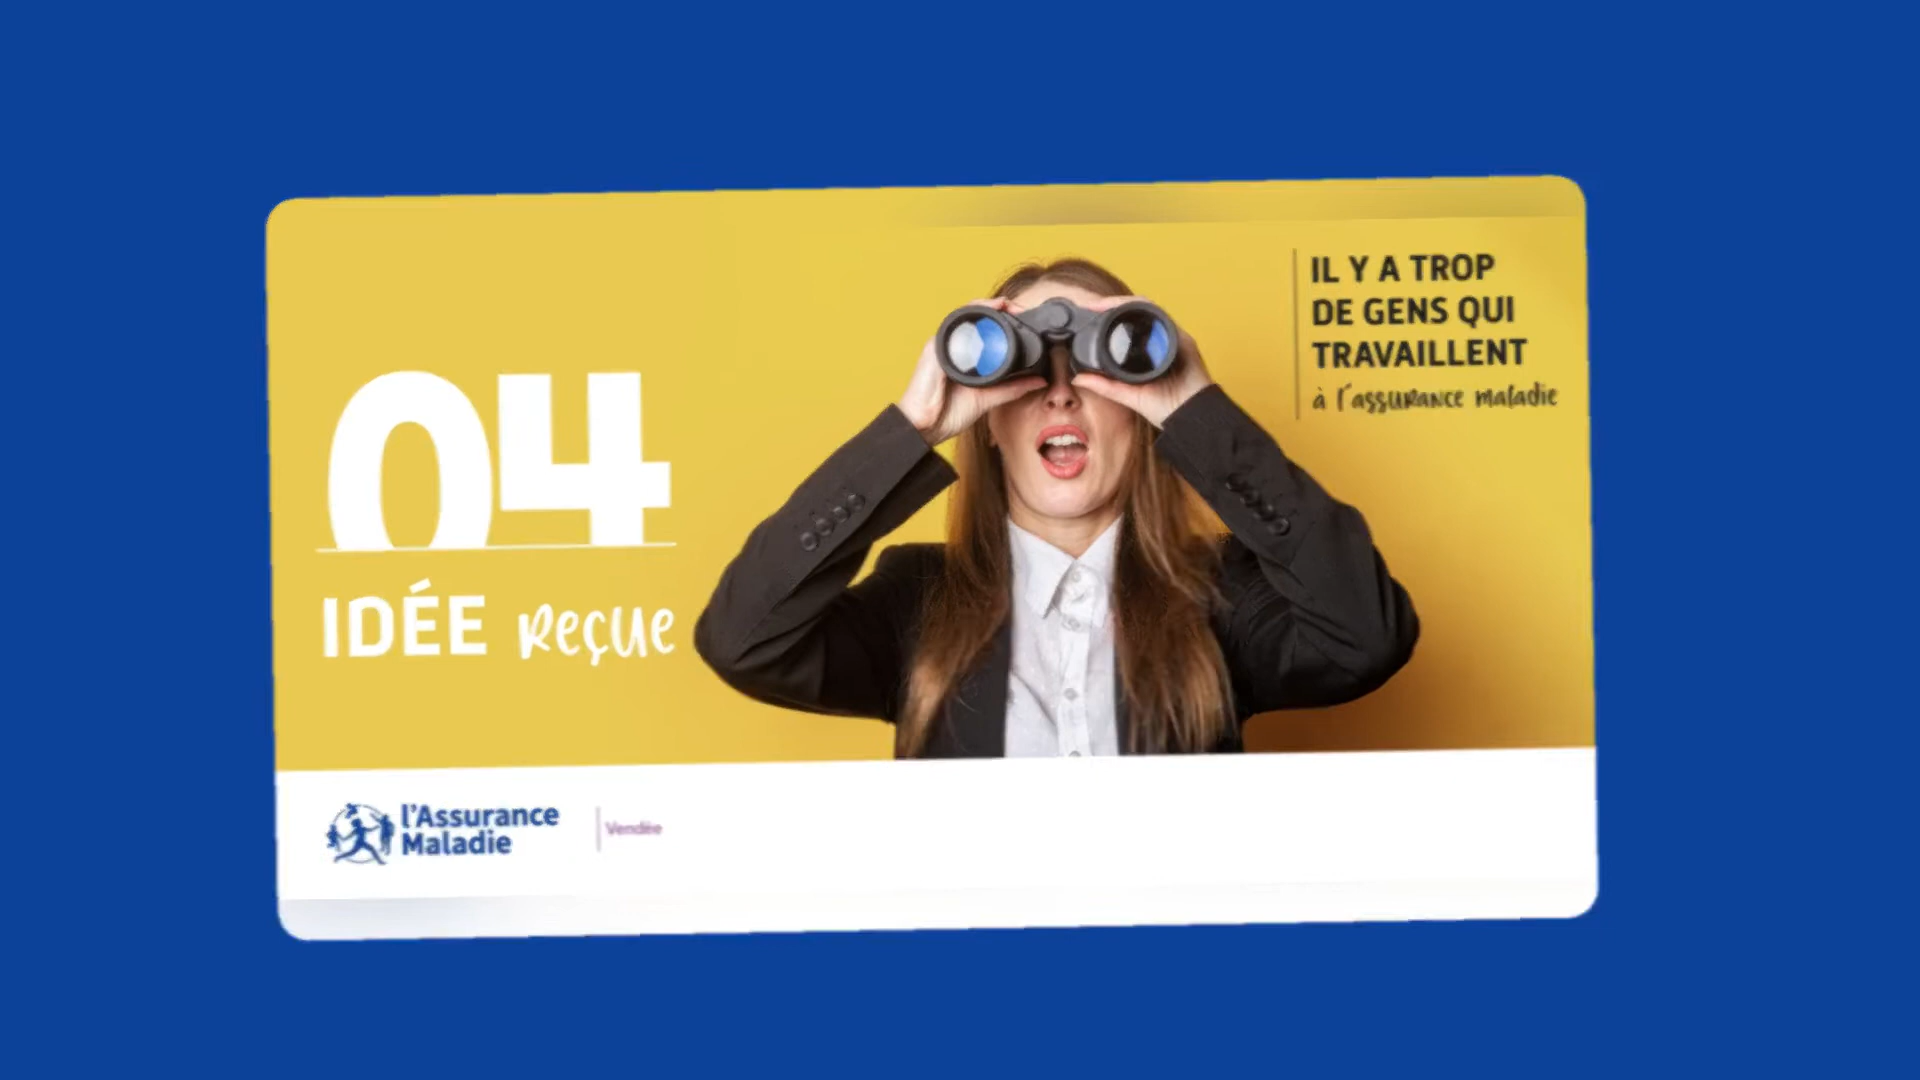 04
IDÉE reçue
IL Y A TROP
DE GENS QUI
TRAVAILLENT
à l'assurance maladie
l'Assurance
Maladie
Vendée